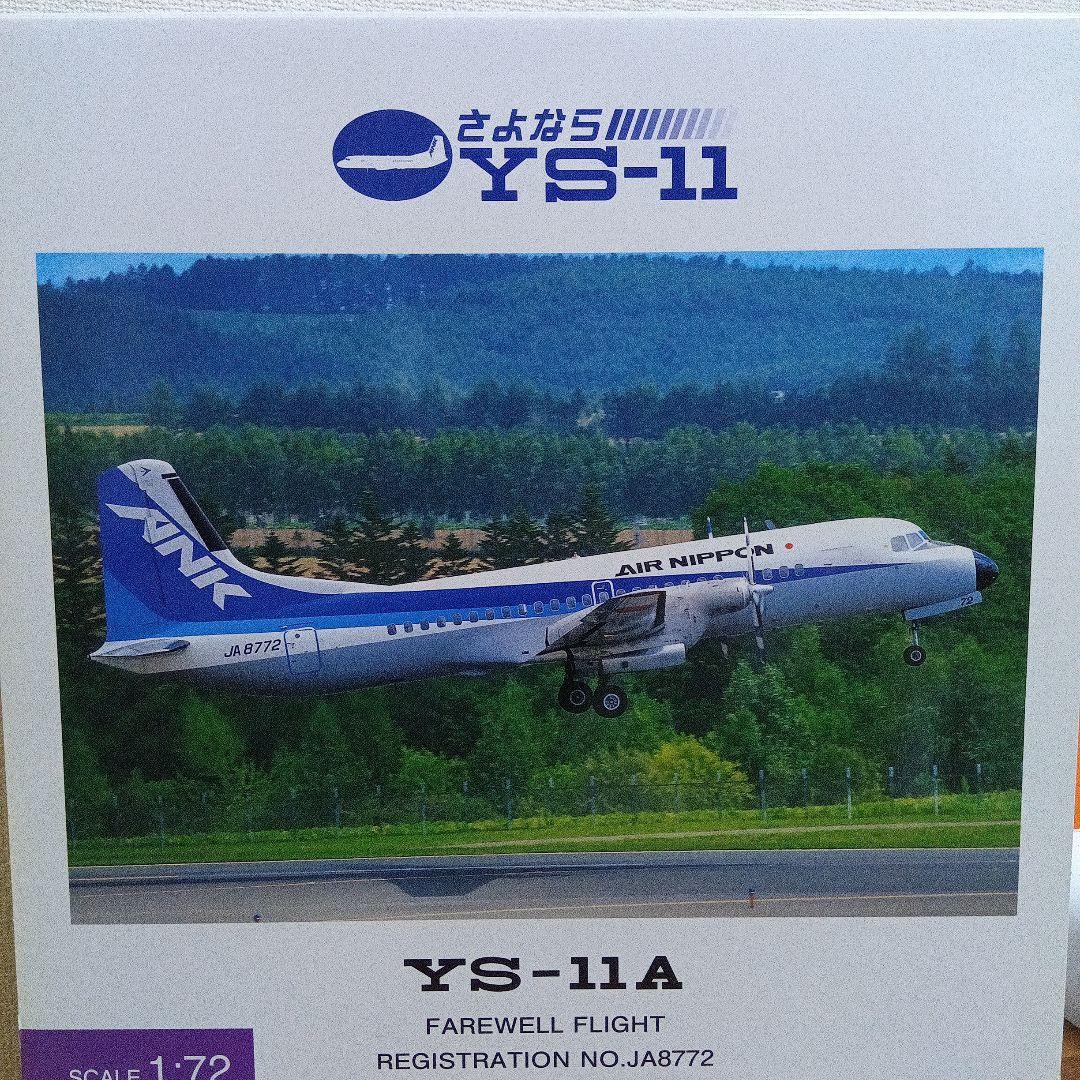 さよなら
YS-11
ANK
AIR NIPPON
JA8772
72
YS-11A
FAREWELL FLIGHT
REGISTRATION NO.JA8772
SCALE 1:72